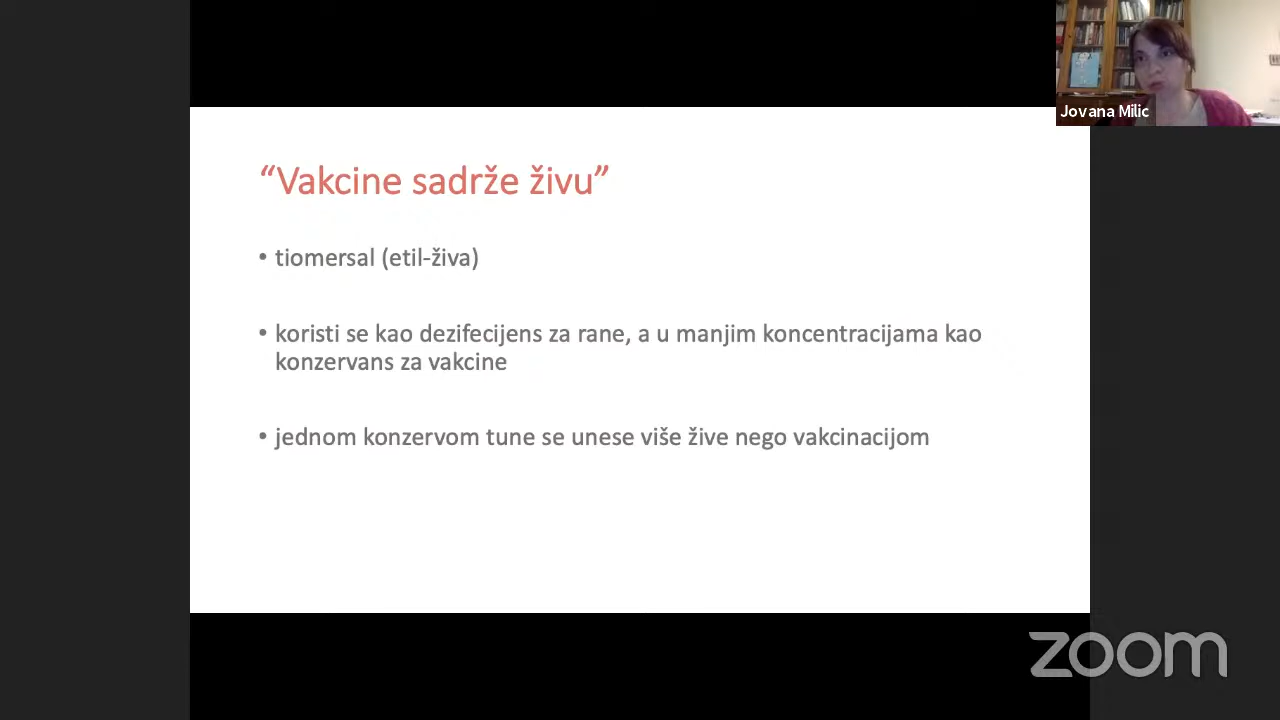 Jovana Milic
“Vakcine sadrže živu”
• tiomersal (etil-živa)
• koristi se kao dezifecijens za rane, a u manjim koncentracijama kao
konzervans za vakcine
• jednom konzervom tune se unese više žive nego vakcinacijom
zoom